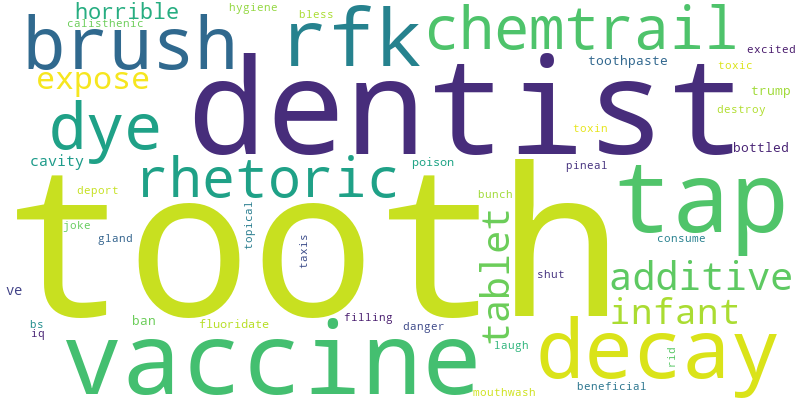 horrible
hygiene
bless
calisthenic
brush
rfk
chemtrail
excited
expose
toothpaste
toxic
dentist
trump
dye
destroy
toxin
bottled
cavity
rhetoric
poison
pineal
tap
deport
bunch
tooth
joke
gland
topical
taxis
tablet
consume
shut
additive
ve
infant
bs
iq
ban
fluoridate
filling
danger
vaccine
laugh
decay
rid
beneficial
mouthwash